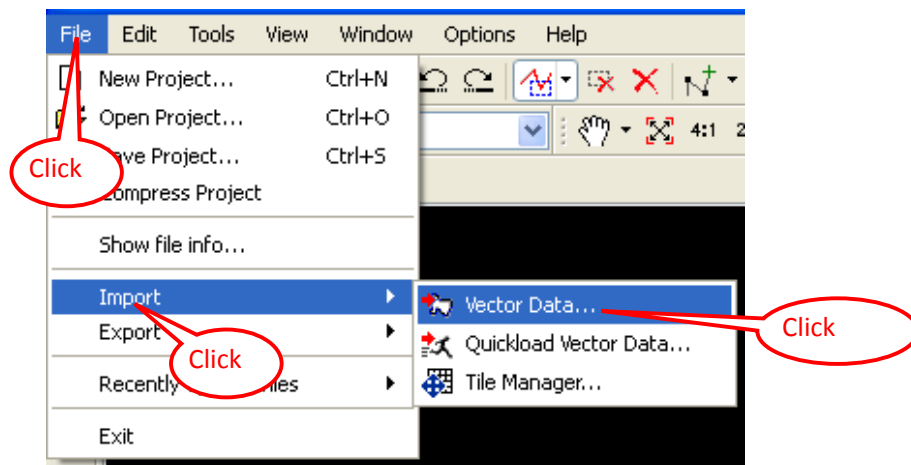 File Edit Tools View Window Options Help
New Project... Ctrl+N
Open Project... Ctrl+O
4:1 2
ave Project... Ctrl+S
Click
ompress Project
Show file info...
Import
Vector Data...
Click
Export
Click
Quickload Vector Data...
Recently
iles
Tile Manager...
Exit